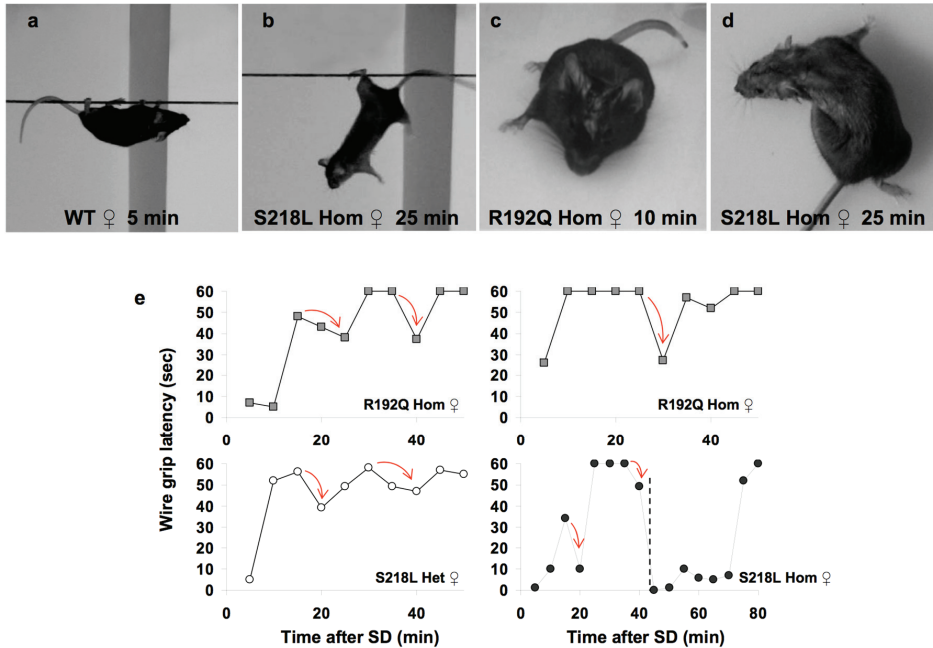 a
b
c
d
WT ♀ 5 min
S218L Hom ♀ 25 min
R192Q Hom ♀ 10 min
S218L Hom ♀ 25 min
e
Wire grip latency (sec)
60
50
40
30
20
10
0
R192Q Hom ♀
0 20 40
60
50
40
30
20
10
0
R192Q Hom ♀
0 20 40
60
50
40
30
20
10
0
S218L Het ♀
0 20 40
Time after SD (min)
60
50
40
30
20
10
0
S218L Hom ♀
0 20 40 60 80
Time after SD (min)